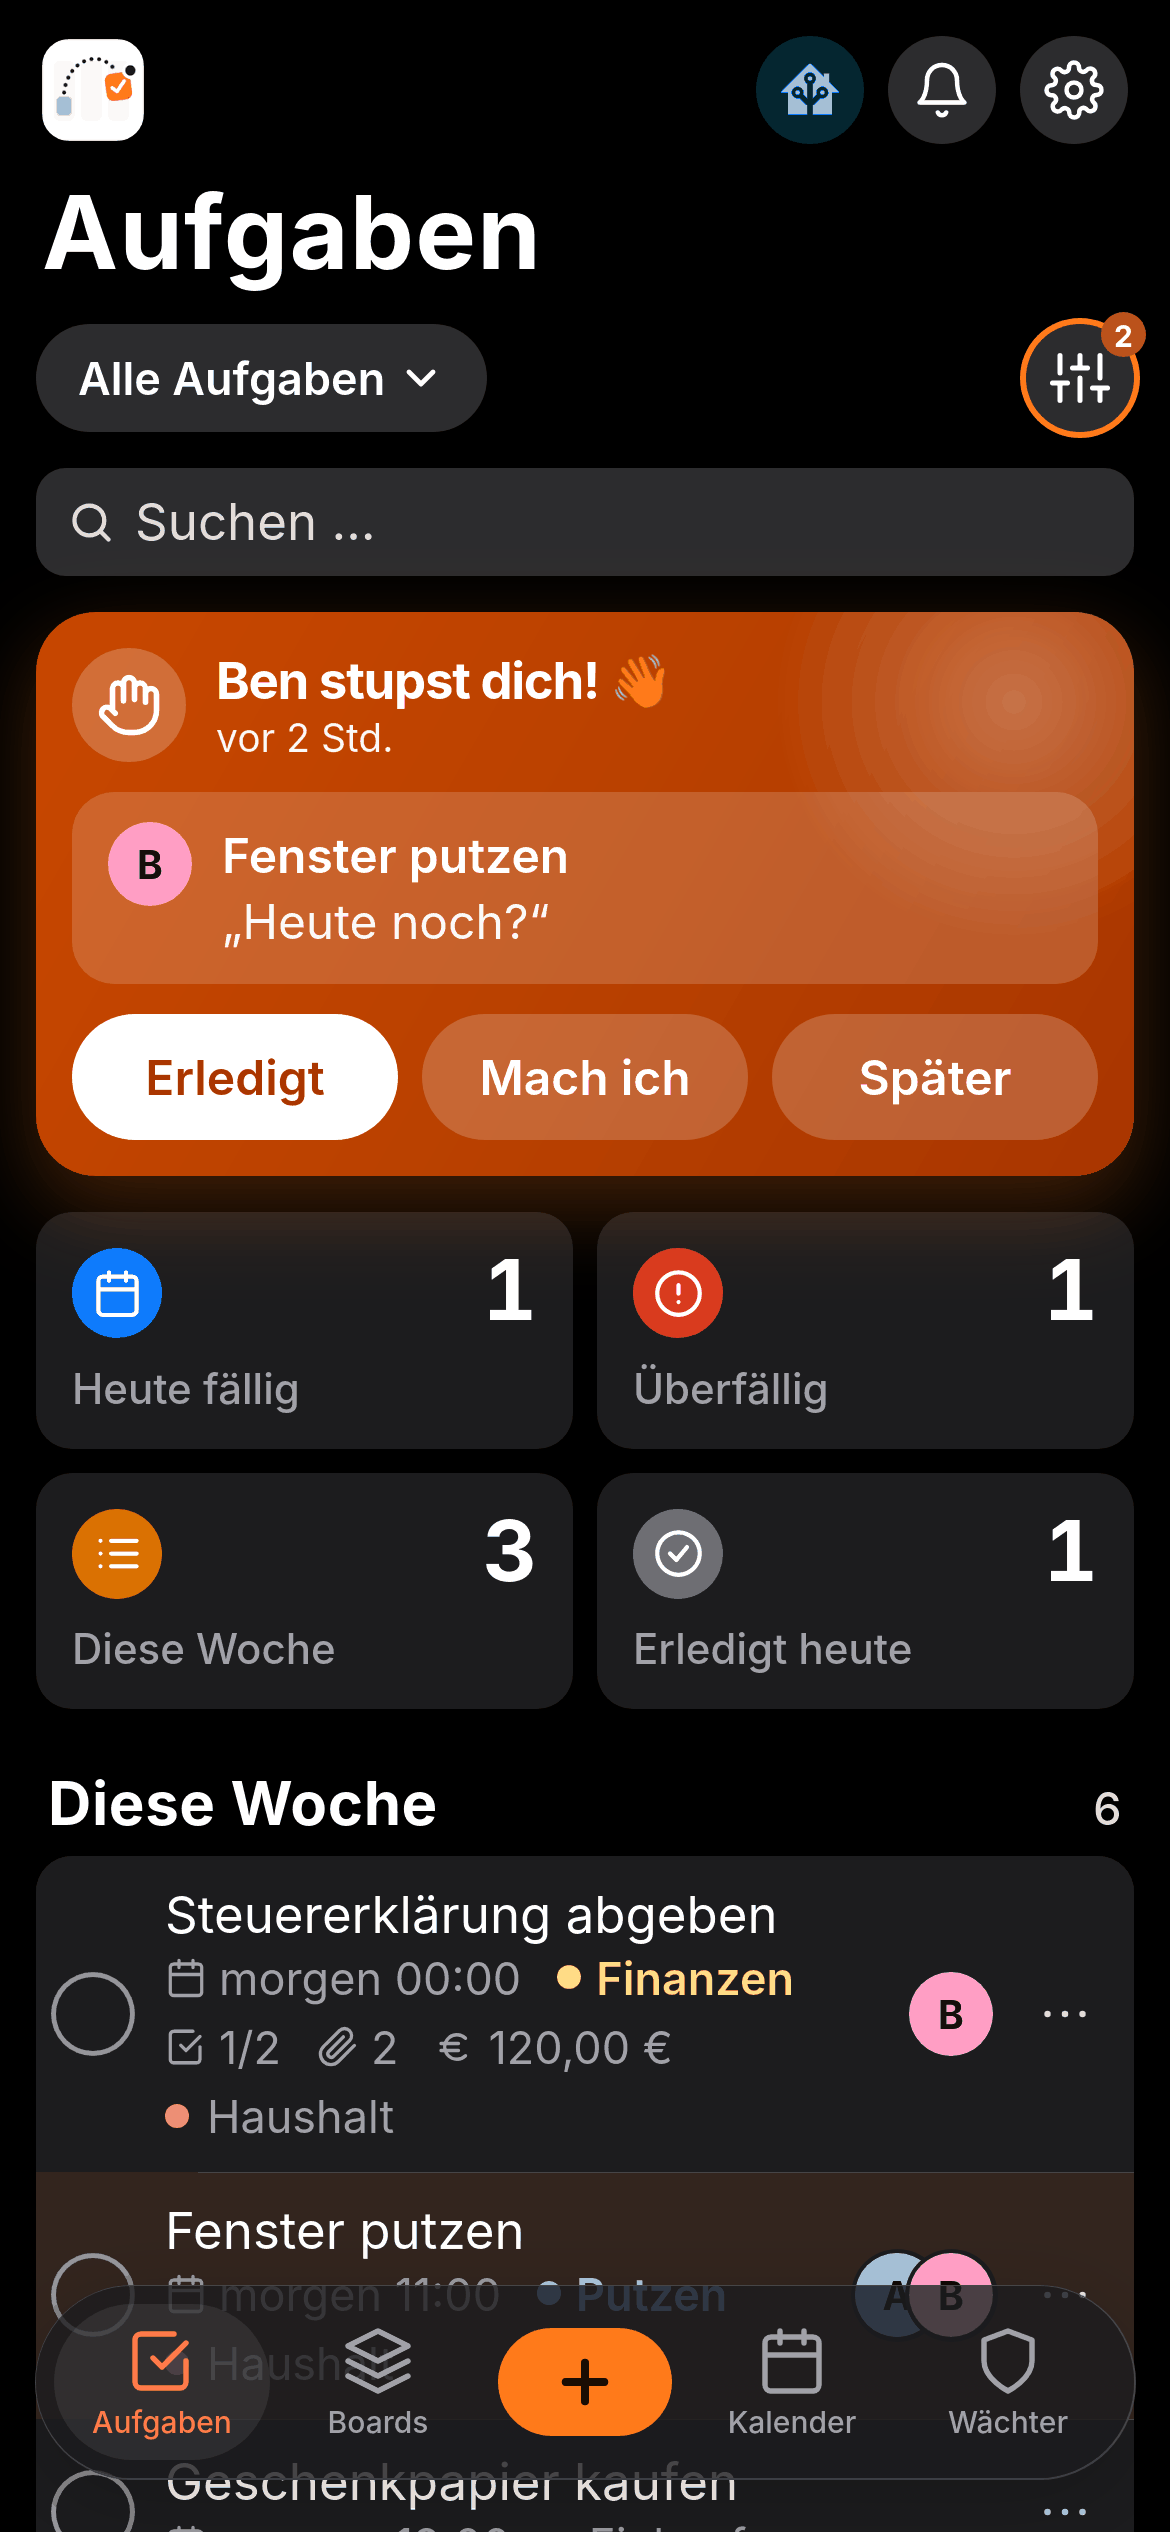 Aufgaben
Alle Aufgaben
2
Suchen ...
Ben stupst dich! 👋
vor 2 Std.
B
Fenster putzen
„Heute noch?“
Erledigt
Mach ich
Später
1
Heute fällig
1
Überfällig
3
Diese Woche
1
Erledigt heute
Diese Woche
6
Steuererklärung abgeben
morgen 00:00 Finanzen
1/2 2 € 120,00 €
Haushalt
B
Fenster putzen
morgen 11:00 Putzen
A B
Aufgaben
Boards
Kalender
Wächter
Geschenkpapier kaufen